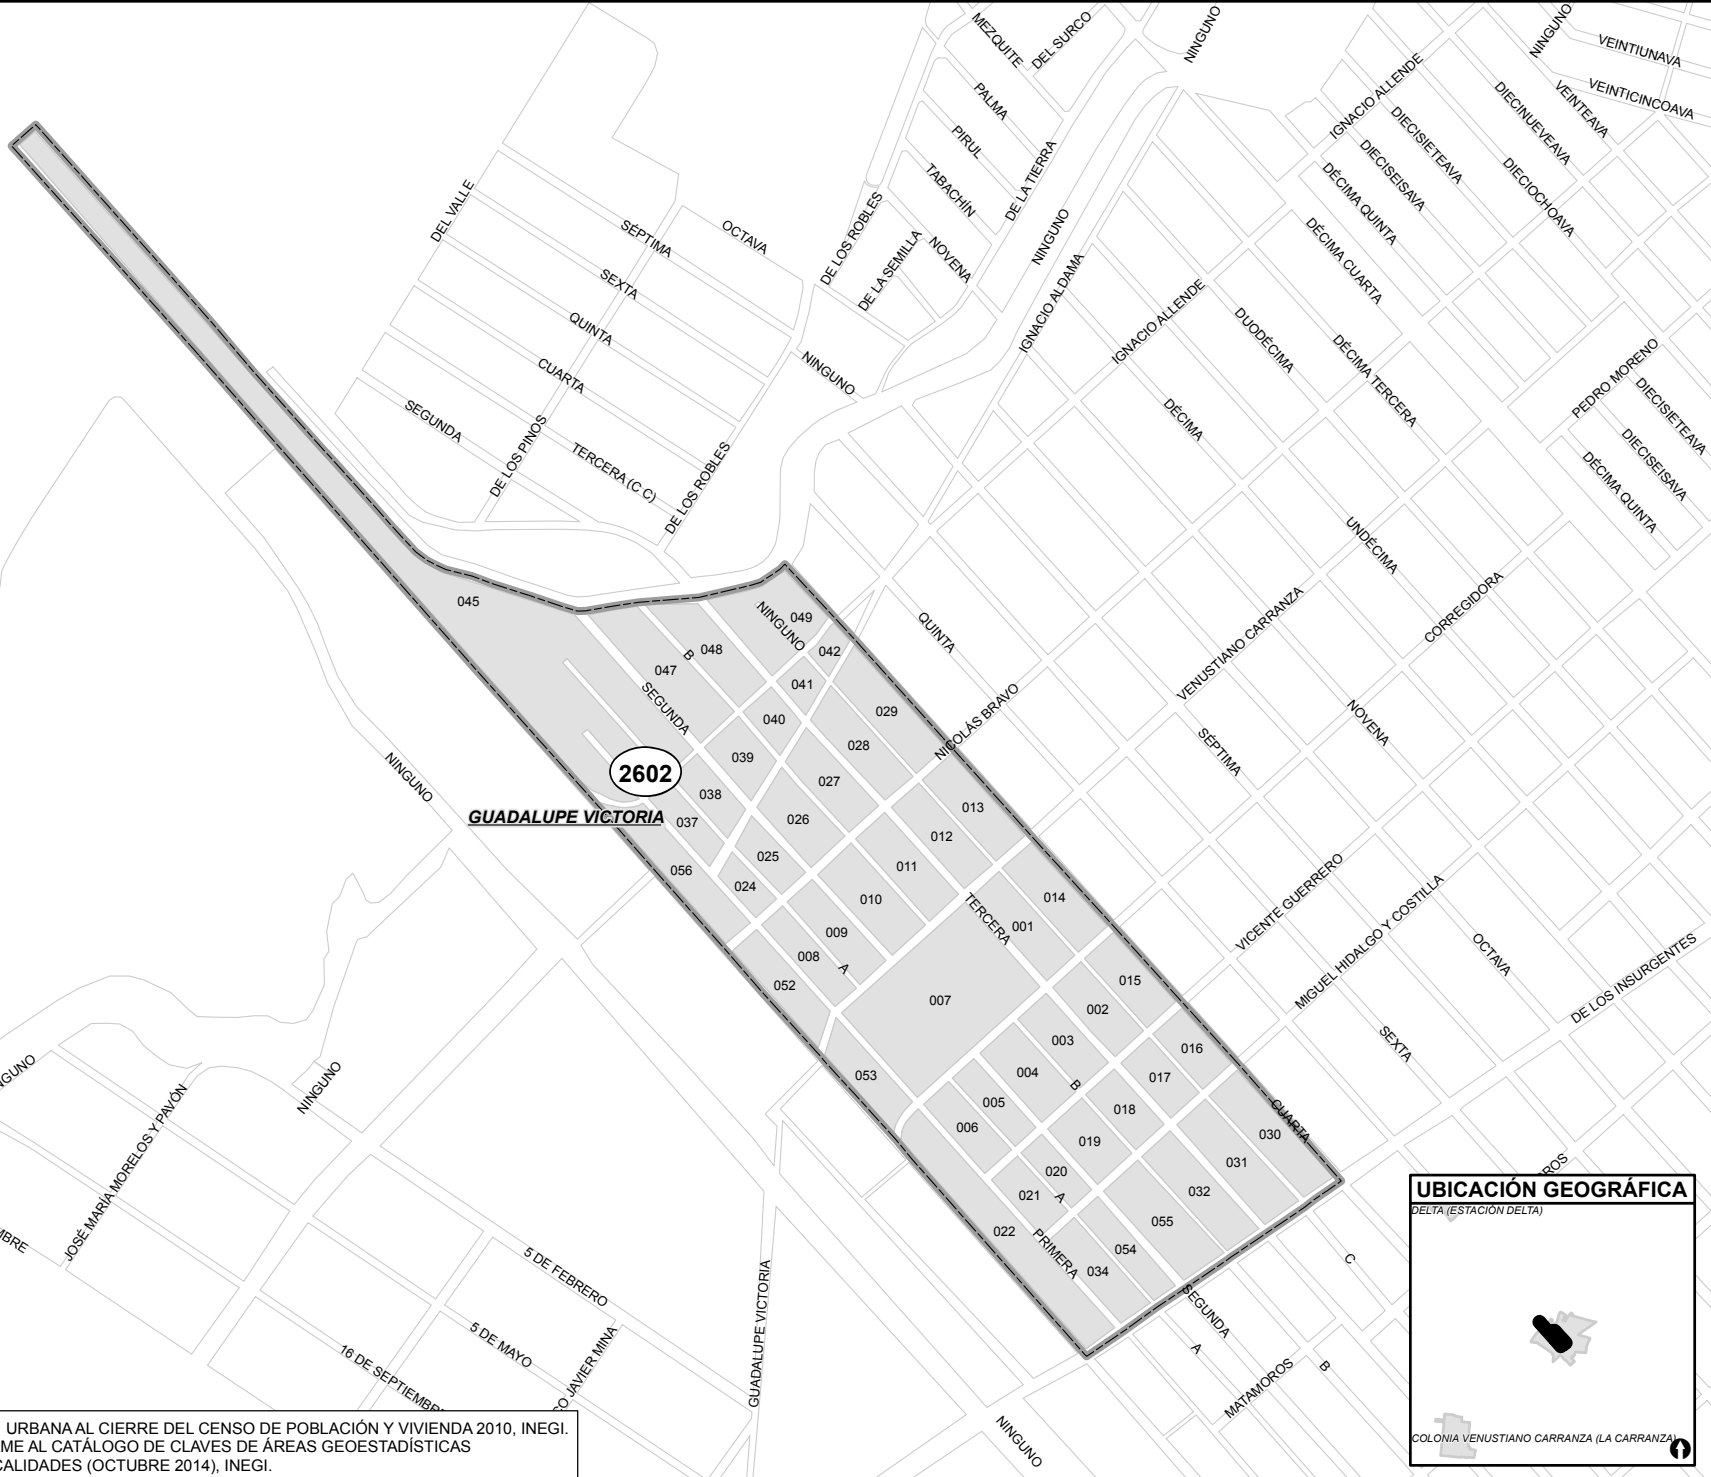 MEZQUITE
DEL SURCO
NINGUNO
NINGUNO
VEINTIUNAVA
VEINTICINCOAVA
VEINTEAVA
DIECINUEVEAVA
DIECIOCHOAVA
IGNACIO ALLENDE
DIECISIETEAVA
DIECISEISAVA
DÉCIMA QUINTA
DÉCIMA CUARTA
PALMA
PIRUL
TABACHÍN
DE LA TIERRA
NINGUNO
IGNACIO ALDAMA
DEL VALLE
SÉPTIMA
OCTAVA
DE LOS ROBLES
DE LA SEMILLA
NOVENA
SEXTA
QUINTA
CUARTA
SEGUNDA
DE LOS PINOS
TERCERA (C C)
DE LOS ROBLES
NINGUNO
IGNACIO ALLENDE
DUODÉCIMA
DÉCIMA TERCERA
DÉCIMA
PEDRO MORENO
DIECISIETEAVA
DIECISEISAVA
DÉCIMA QUINTA
UNDÉCIMA
CORREGIDORA
VENUSTIANO CARRANZA
QUINTA
NICOLÁS BRAVO
SÉPTIMA
NOVENA
045
NINGUNO
049
048
B
047
042
041
SEGUNDA
040
029
028
039
027
038
026
037
013
012
025
011
056
024
010
TERCERA
001
014
009
008
A
052
007
015
002
003
016
004
B
017
053
005
018
006
019
CUARTA
030
020
031
021
A
032
022
055
PRIMERA
054
034
2602
GUADALUPE VICTORIA
NINGUNO
VICENTE GUERRERO
MIGUEL HIDALGO Y COSTILLA
OCTAVA
DE LOS INSURGENTES
SEXTA
NINGUNO
JOSÉ MARÍA MORELOS Y PAVÓN
5 DE FEBRERO
5 DE MAYO
16 DE SEPTIEMBRE
GUADALUPE VICTORIA
SEGUNDA
A
B
C
MATAMOROS
NINGUNO
UBICACIÓN GEOGRÁFICA
DELTA (ESTACIÓN DELTA)
COLONIA VENUSTIANO CARRANZA (LA CARRANZA)
URBANA AL CIERRE DEL CENSO DE POBLACIÓN Y VIVIENDA 2010, INEGI.
AL CATÁLOGO DE CLAVES DE ÁREAS GEOESTADÍSTICAS
(OCTUBRE 2014), INEGI.